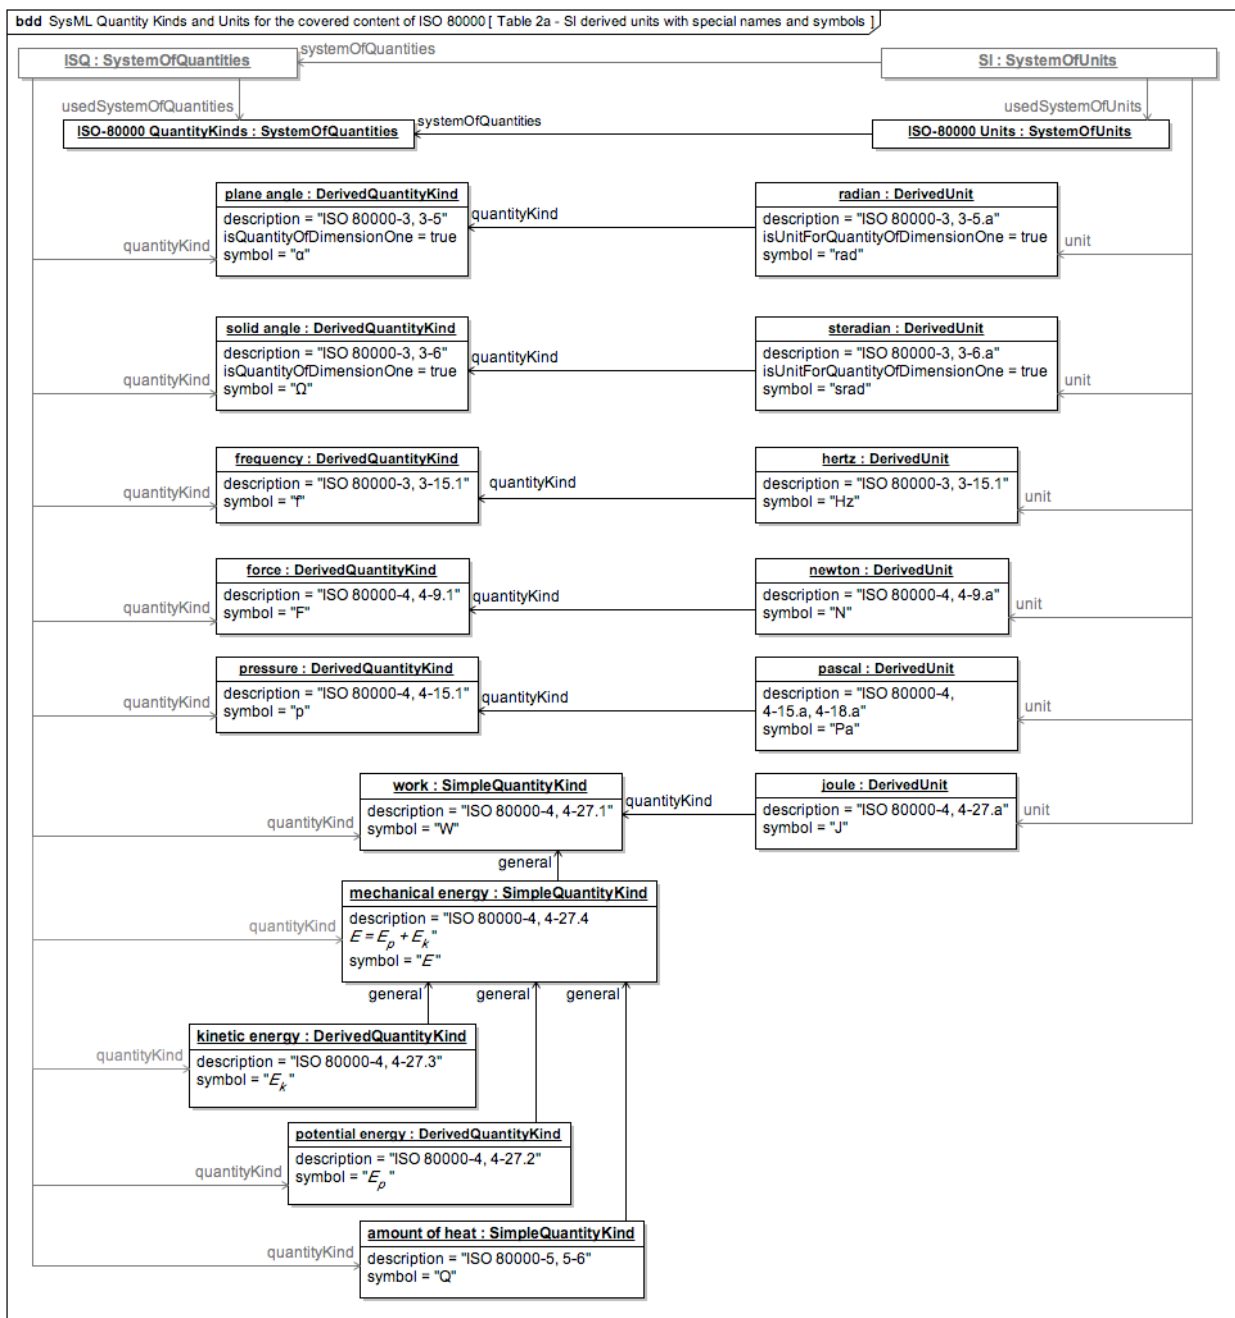 bdd SysML Quantity Kinds and Units for the covered content of ISO 80000 [ Table 2a - SI derived units with special names and symbols ]
systemOfQuantities
ISQ : SystemOfQuantities
SI : SystemOfUnits
usedSystemOfQuantities
usedSystemOfUnits
systemOfQuantities
ISO-80000 QuantityKinds : SystemOfQuantities
ISO-80000 Units : SystemOfUnits
plane angle : DerivedQuantityKind
description = "ISO 80000-3, 3-5"
isQuantityOfDimensionOne = true
symbol = "α"
quantityKind
quantityKind
radian : DerivedUnit
description = "ISO 80000-3, 3-5.a"
isUnitForQuantityOfDimensionOne = true
symbol = "rad"
unit
solid angle : DerivedQuantityKind
description = "ISO 80000-3, 3-6"
isQuantityOfDimensionOne = true
symbol = "Ω"
quantityKind
quantityKind
steradian : DerivedUnit
description = "ISO 80000-3, 3-6.a"
isUnitForQuantityOfDimensionOne = true
symbol = "srad"
unit
frequency : DerivedQuantityKind
description = "ISO 80000-3, 3-15.1"
symbol = "f"
quantityKind
quantityKind
hertz : DerivedUnit
description = "ISO 80000-3, 3-15.1"
symbol = "Hz"
unit
force : DerivedQuantityKind
description = "ISO 80000-4, 4-9.1"
symbol = "F"
quantityKind
quantityKind
newton : DerivedUnit
description = "ISO 80000-4, 4-9.a"
symbol = "N"
unit
pressure : DerivedQuantityKind
description = "ISO 80000-4, 4-15.1"
symbol = "p"
quantityKind
quantityKind
pascal : DerivedUnit
description = "ISO 80000-4,
4-15.a, 4-18.a"
symbol = "Pa"
unit
work : SimpleQuantityKind
description = "ISO 80000-4, 4-27.1"
symbol = "W"
quantityKind
quantityKind
joule : DerivedUnit
description = "ISO 80000-4, 4-27.a"
symbol = "J"
unit
general
mechanical energy : SimpleQuantityKind
description = "ISO 80000-4, 4-27.4
E = E_p + E_k"
symbol = "E"
quantityKind
general
general
general
kinetic energy : DerivedQuantityKind
description = "ISO 80000-4, 4-27.3"
symbol = "E_k"
quantityKind
potential energy : DerivedQuantityKind
description = "ISO 80000-4, 4-27.2"
symbol = "E_p"
quantityKind
amount of heat : SimpleQuantityKind
description = "ISO 80000-5, 5-6"
symbol = "Q"
quantityKind